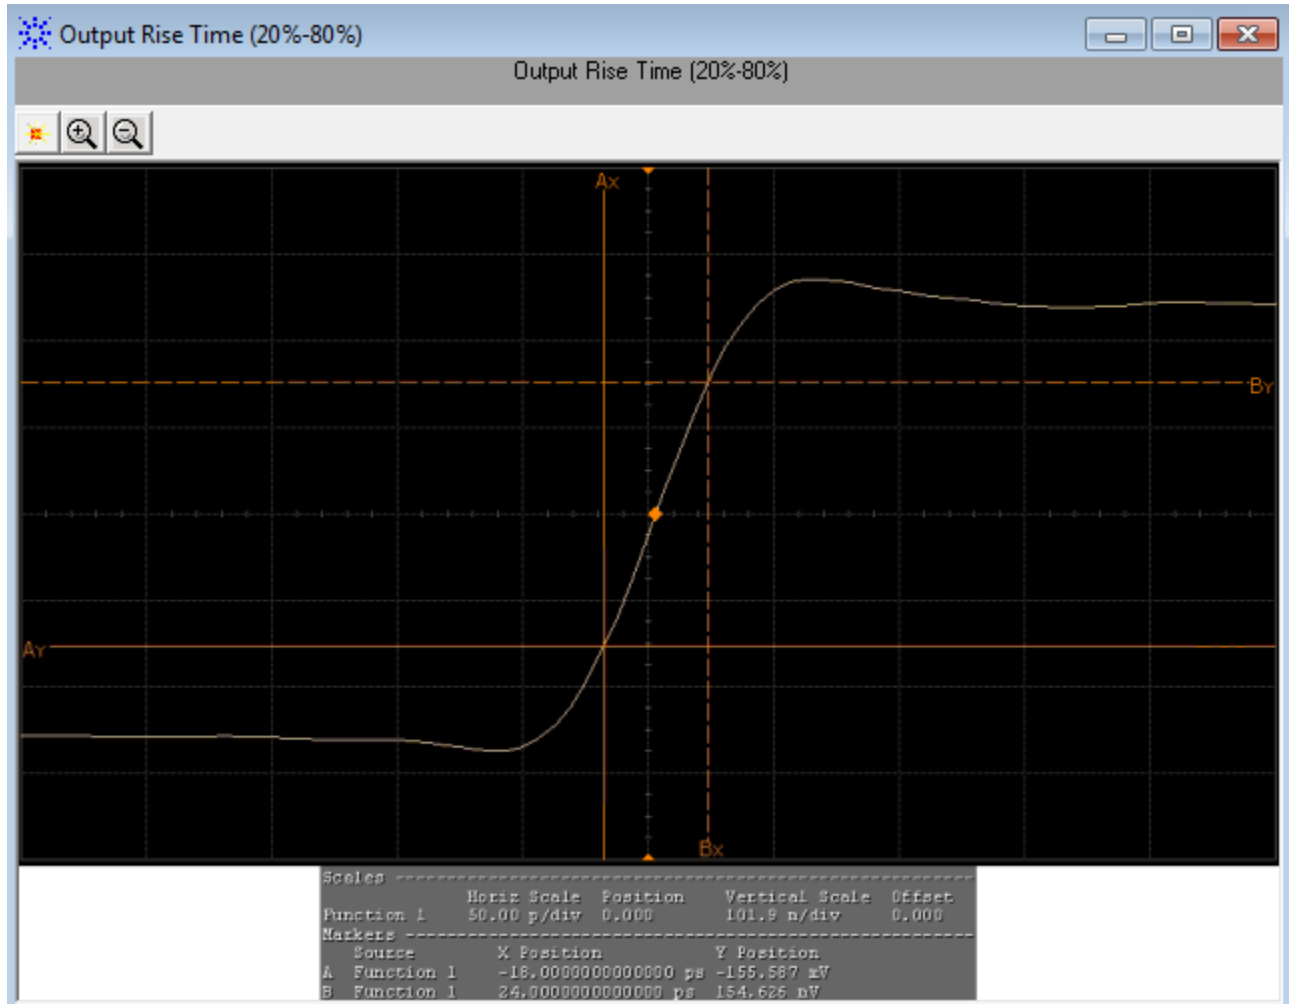 Output Rise Time (20%-80%)
Output Rise Time (20%-80%)
Ax
By
Ay
Bx
Scales
Horiz Scale Position Vertical Scale Offset
Function 1 50.00 p/div 0.000 101.9 m/div 0.000
Markers
Source X Position Y Position
A Function 1 -18.0000000000000 ps -155.587 mV
B Function 1 24.0000000000000 ps 154.626 mV